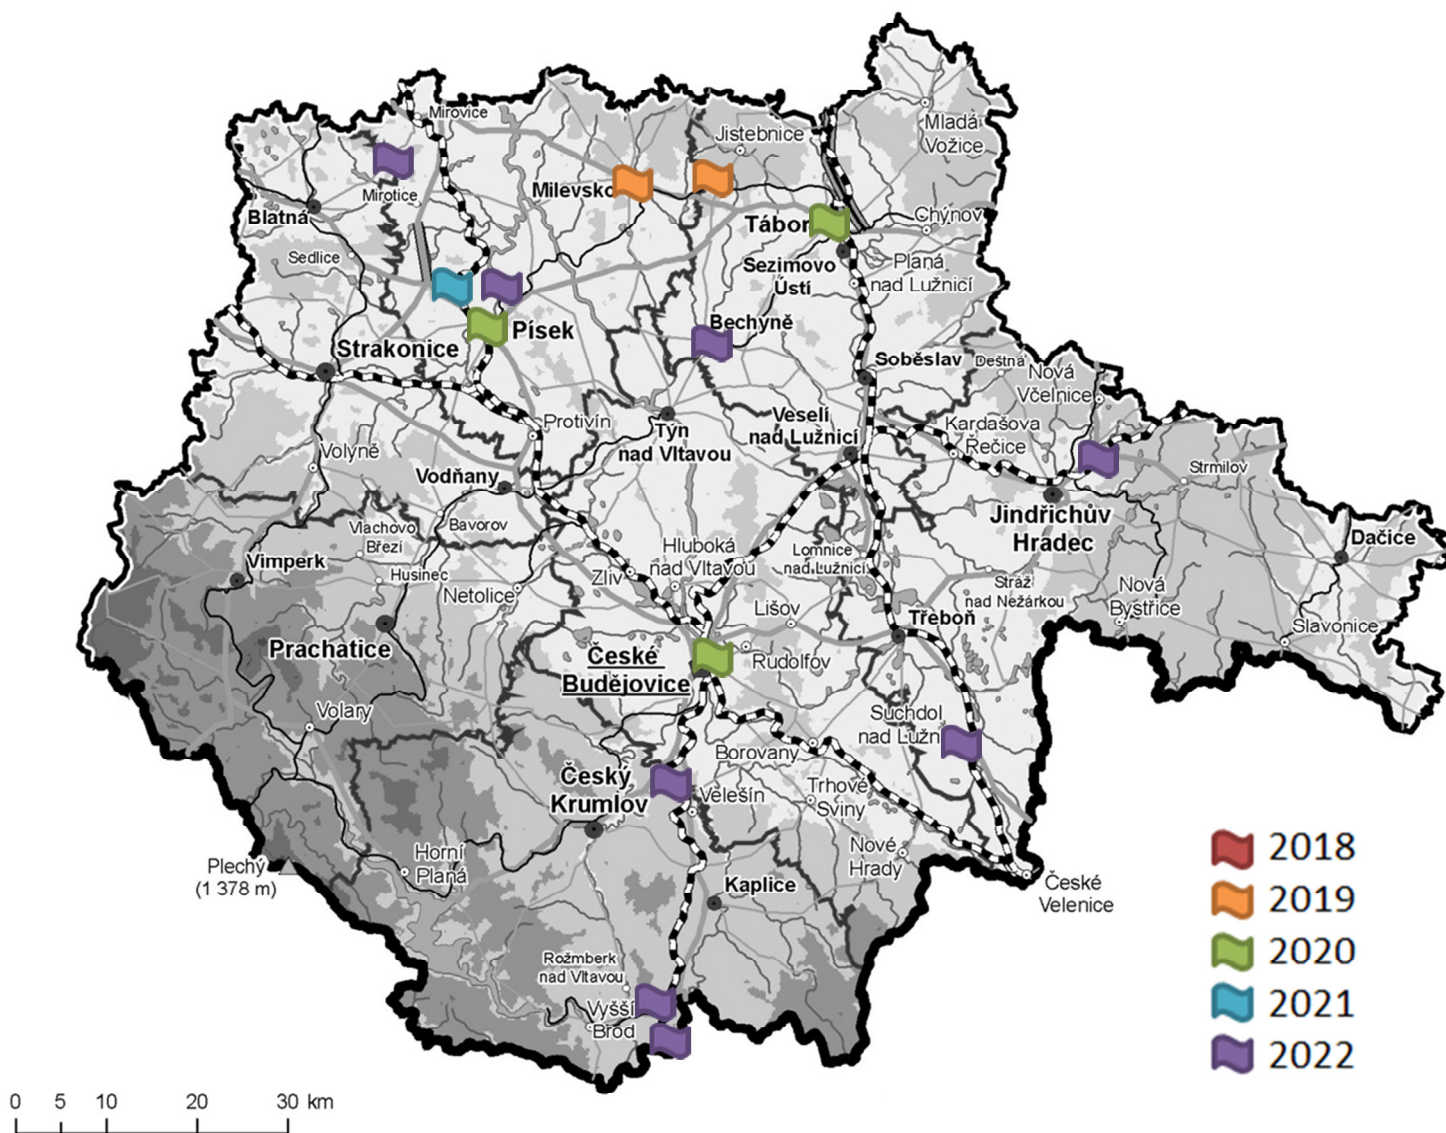 Mirovice
Jistebnice
Mladá
Vožice
Mirotice
Milevsko
Blatná
Tábor
Chýnov
Sedlice
Sezimovo
Ústí
Planá
nad Lužnicí
Písek
Bechyně
Strakonice
Soběslav
Deštná
Nová
Včelnice
Protivín
Týn
nad Vltavou
Veselí
nad Lužnicí
Kardašova
Řečice
Volyně
Vodňany
Strmilov
Bavorov
Vlachovo
Březí
Jindřichův
Hradec
Dačice
Vimperk
Husinec
Netolice
Zliv
Hluboká
nad Vltavou
Lomnice
nad Lužnicí
Stráž
nad Nežárkou
Nová
Bystřice
Lišov
Třeboň
Slavonice
Prachatice
České
Budějovice
Rudolfov
Volary
Suchdol
nad Lužn
Borovany
Český
Krumlov
Velešín
Trhové
Sviny
Nové
Hrady
Plechý
(1 378 m)
Horní
Planá
Kaplice
České
Velenice
Rožmberk
nad Vltavou
Vyšší
Brod
2018
2019
2020
2021
2022
0 5 10 20 30 km